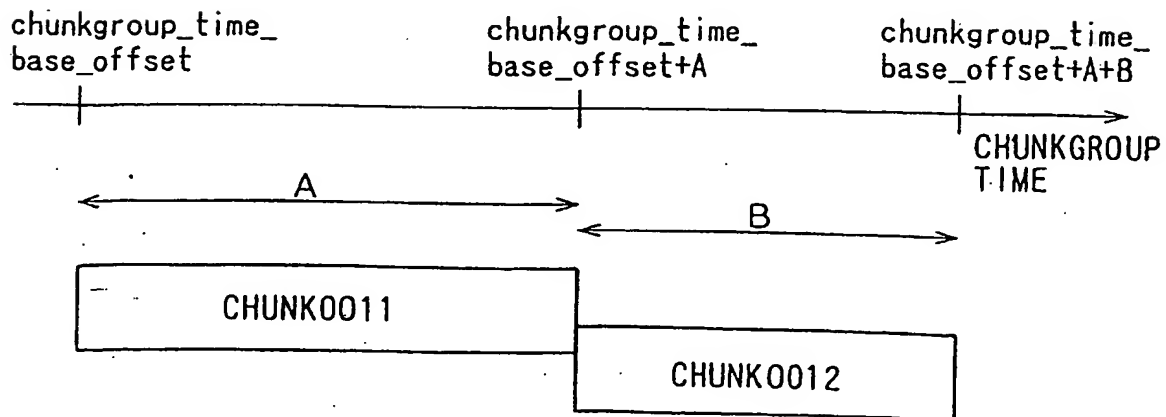 chunkgroup_time_
base_offset
chunkgroup_time_
base_offset+A
chunkgroup_time_
base_offset+A+B
CHUNKGROUP
TIME
A
B
CHUNK0011
CHUNK0012